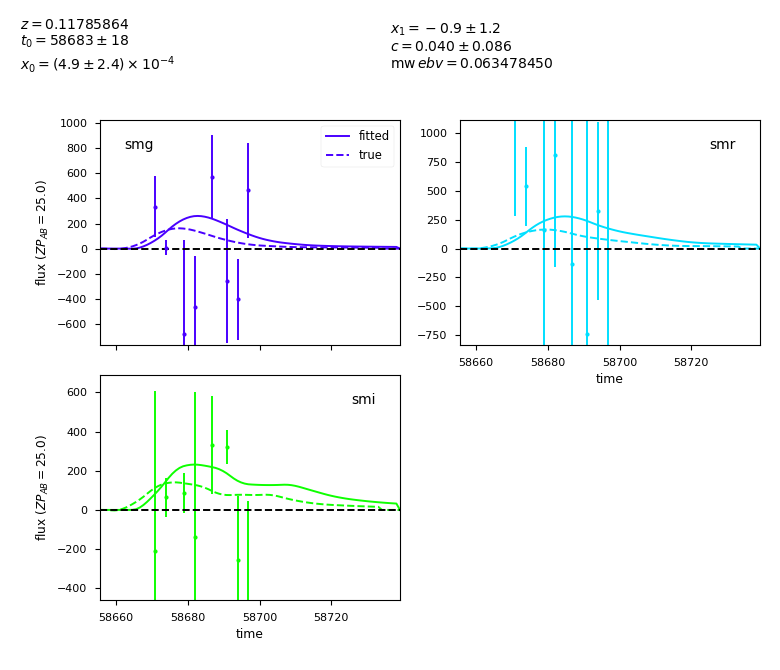 z = 0.11785864
t₀ = 58683 ± 18
x₀ = (4.9 ± 2.4) × 10⁻⁴
x₁ = −0.9 ± 1.2
c = 0.040 ± 0.086
mw ebv = 0.063478450
1000
800
600
400
200
0
−200
−400
−600
flux (ZP_AB = 25.0)
smg
fitted
true
1000
750
500
250
0
−250
−500
−750
smr
58660 58680 58700 58720
time
600
400
200
0
−200
−400
flux (ZP_AB = 25.0)
smi
58660 58680 58700 58720
time